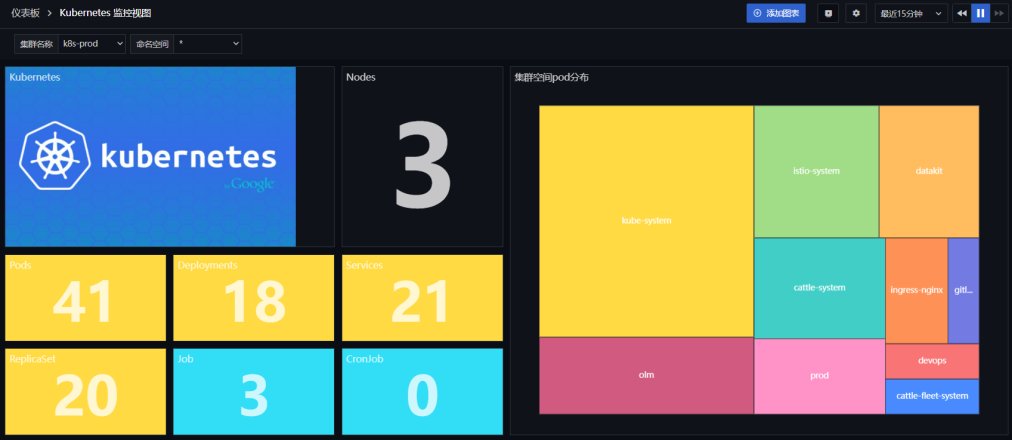 仪表板 > Kubernetes 监控视图
添加图表
最近15分钟
集群名称 k8s-prod
命名空间 *
Kubernetes
kubernetes
by Google
Nodes
3
集群空间pod分布
kube-system
istio-system
datakit
cattle-system
ingress-nginx
gitl...
olm
prod
devops
cattle-fleet-system
Pods
41
Deployments
18
Services
21
ReplicaSet
20
Job
3
CronJob
0